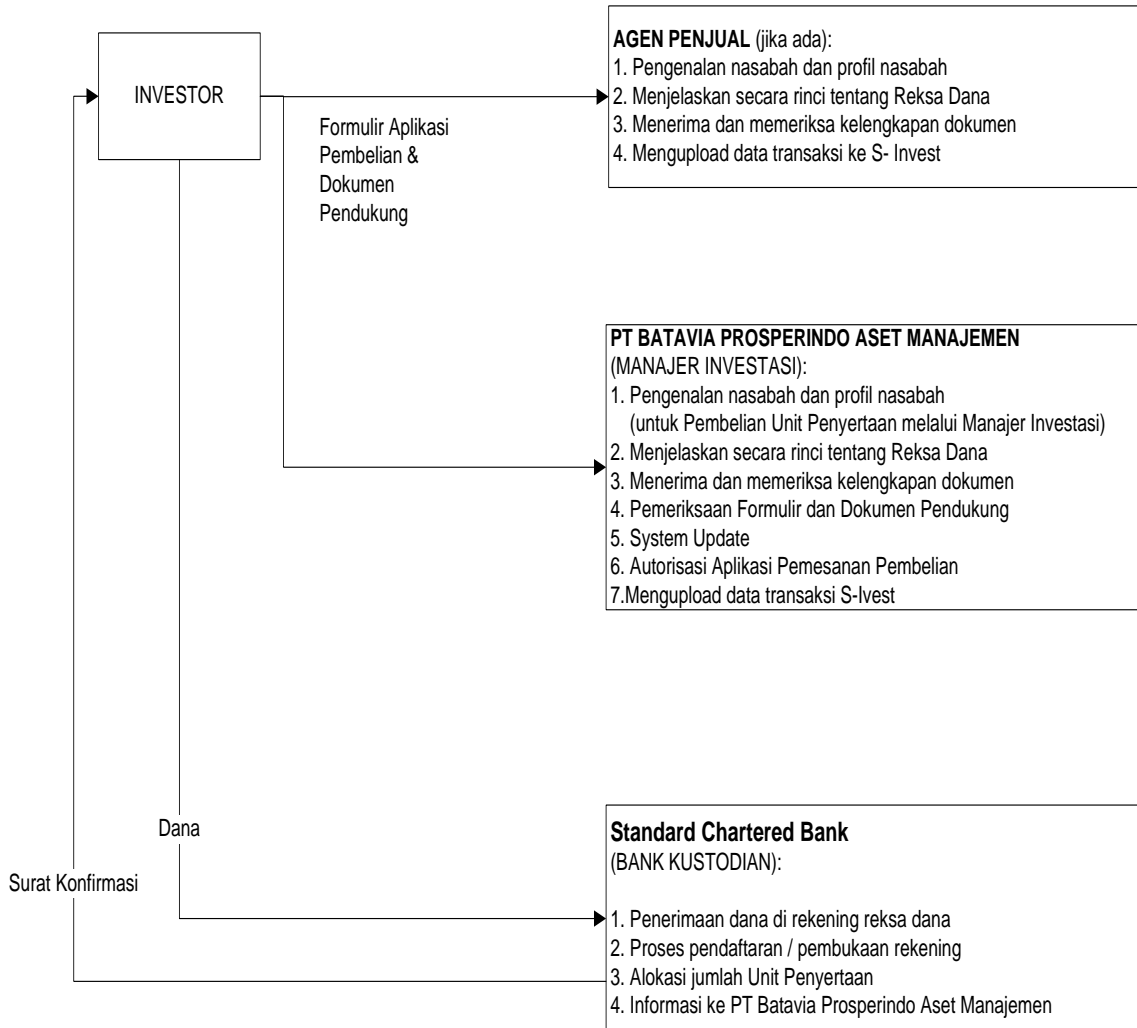 INVESTOR
Formulir Aplikasi
Pembelian &
Dokumen
Pendukung
AGEN PENJUAL (jika ada):
1. Pengenalan nasabah dan profil nasabah
2. Menjelaskan secara rinci tentang Reksa Dana
3. Menerima dan memeriksa kelengkapan dokumen
4. Mengupload data transaksi ke S- Invest
PT BATAVIA PROSPERINDO ASET MANAJEMEN
(MANAJER INVESTASI):
1. Pengenalan nasabah dan profil nasabah
(untuk Pembelian Unit Penyertaan melalui Manajer Investasi)
2. Menjelaskan secara rinci tentang Reksa Dana
3. Menerima dan memeriksa kelengkapan dokumen
4. Pemeriksaan Formulir dan Dokumen Pendukung
5. System Update
6. Autorisasi Aplikasi Pemesanan Pembelian
7.Mengupload data transaksi S-Ivest
Dana
Surat Konfirmasi
Standard Chartered Bank
(BANK KUSTODIAN):
1. Penerimaan dana di rekening reksa dana
2. Proses pendaftaran / pembukaan rekening
3. Alokasi jumlah Unit Penyertaan
4. Informasi ke PT Batavia Prosperindo Aset Manajemen